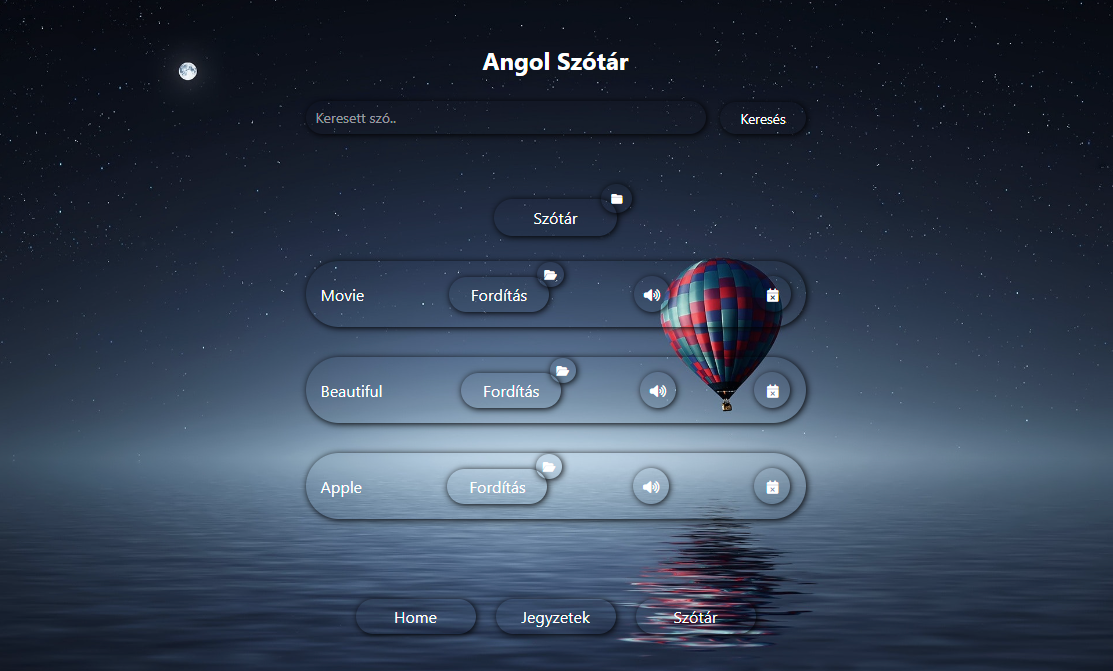 Angol Szótár
Keresett szó..
Keresés
Szótár
Movie Fordítás
Beautiful Fordítás
Apple Fordítás
Home Jegyzetek Szótár